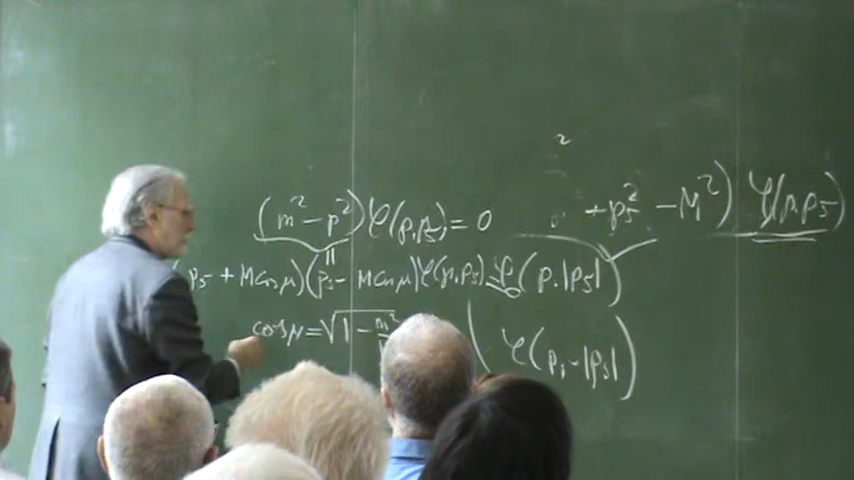 (m² - p²) φ(p, p₅) = 0
+ p₅² - M²) φ(p, p₅)
(p₅ + M cos μ)(p₅ - M cos μ) φ(p, p₅)
φ(p, |p₅|)
cos μ = √1 - m²
φ(p, -|p₅|)